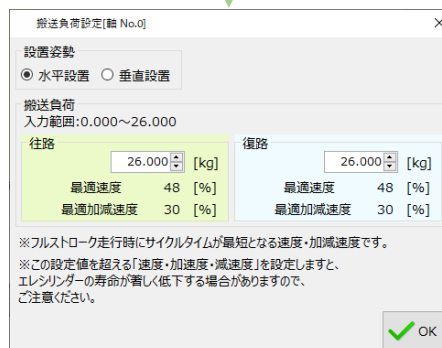 搬送負荷設定[軸 No.0]
設置姿勢
水平設置 垂直設置
搬送負荷
入力範囲:0.000～26.000
往路 復路
26.000 [kg] 26.000 [kg]
最適速度 48 [%] 最適速度 48 [%]
最適加減速度 30 [%] 最適加減速度 30 [%]
※フルストローク走行時にサイクルタイムが最短となる速度・加減速度です。
※この設定値を超える「速度・加速度・減速度」を設定しますと、
エレシリンダーの寿命が著しく低下する場合がありますので、
ご注意ください。
OK